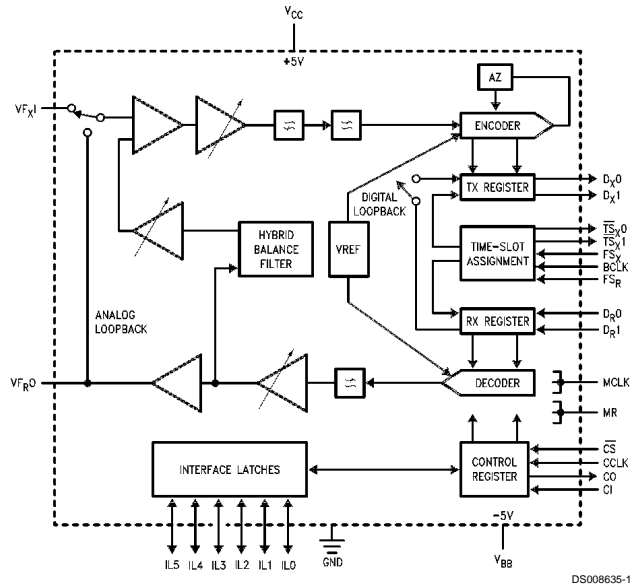 VCC
+5V
AZ
VFXI
ENCODER
DIGITAL
LOOPBACK
TX REGISTER
DX0
DX1
HYBRID
BALANCE
FILTER
VREF
TIME-SLOT
ASSIGNMENT
TSX0
TSX1
FSX
BCLK
FSR
ANALOG
LOOPBACK
RX REGISTER
DR0
DR1
VFRO
DECODER
MCLK
MR
INTERFACE LATCHES
CONTROL
REGISTER
CS
CCLK
CO
CI
-5V
IL5 IL4 IL3 IL2 IL1 IL0
GND
VBB
DS008635-1